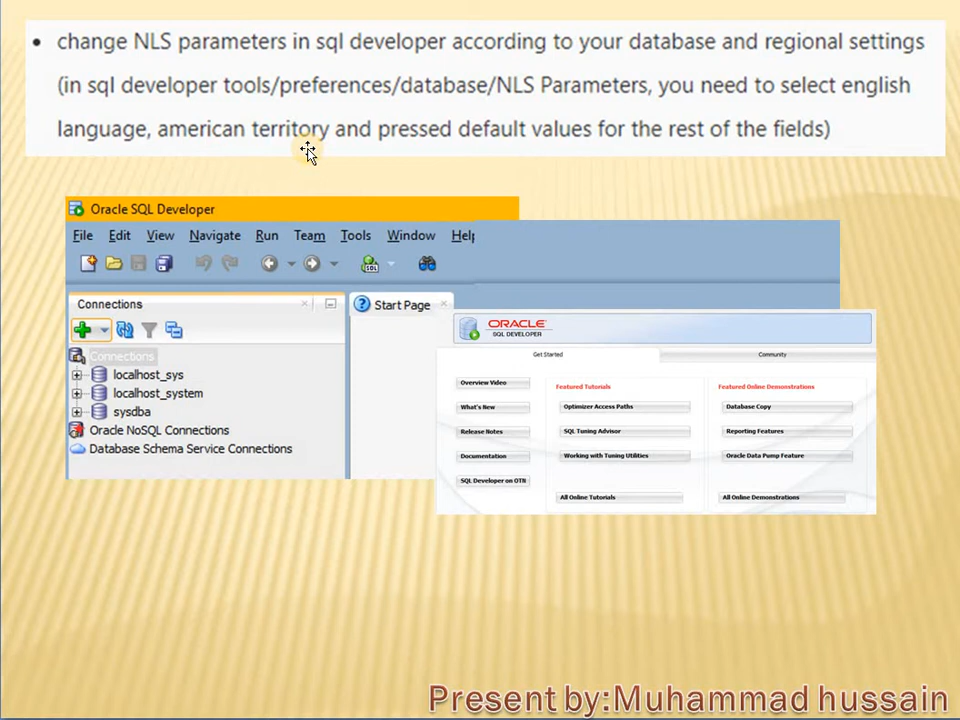 • change NLS parameters in sql developer according to your database and regional settings
(in sql developer tools/preferences/database/NLS Parameters, you need to select english
language, american territory and pressed default values for the rest of the fields)
Oracle SQL Developer
File Edit View Navigate Run Team Tools Window Help
SQL
Connections
Start Page
Connections
localhost_sys
localhost_system
sysdba
Oracle NoSQL Connections
Database Schema Service Connections
ORACLE
SQL DEVELOPER
Get Started Community
Featured Tutorials Featured Online Demonstrations
Overview Video
What's New Optimizer Access Paths Database Copy
Release Notes SQL Tuning Advisor Reporting Features
Documentation Working with Tuning Utilities Oracle Data Pump Feature
SQL Developer on OTN
All Online Tutorials All Online Demonstrations
Present by:Muhammad hussain